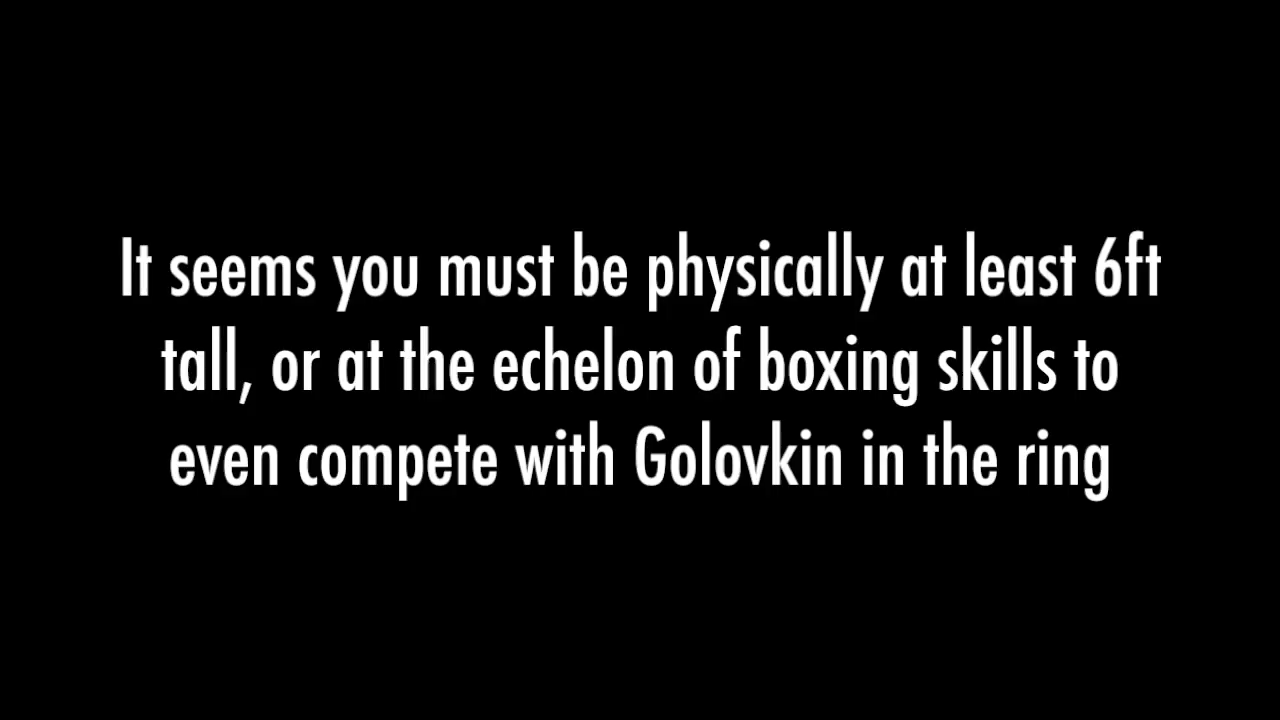 It seems you must be physically at least 6ft
tall, or at the echelon of boxing skills to
even compete with Golovkin in the ring